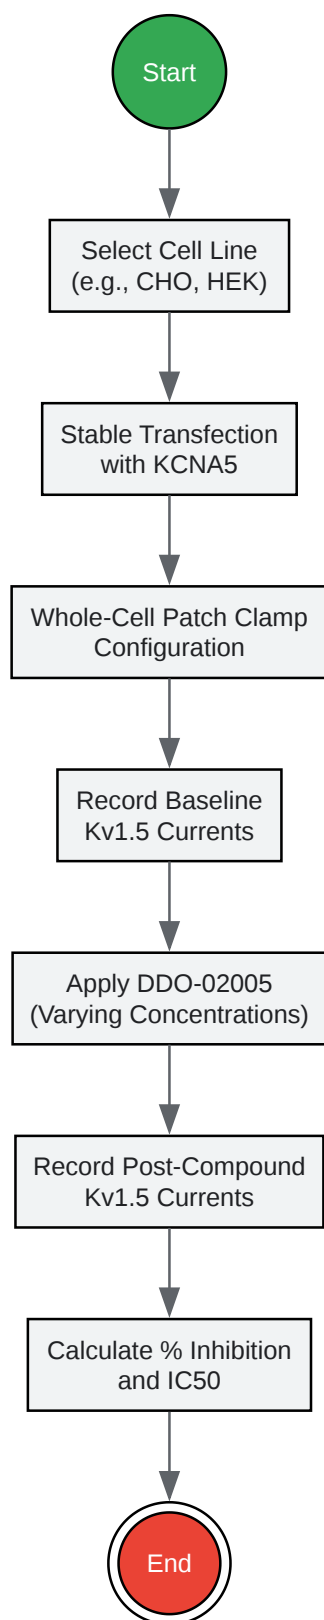 Start
Select Cell Line
(e.g., CHO, HEK)
Stable Transfection
with KCNA5
Whole-Cell Patch Clamp
Configuration
Record Baseline
Kv1.5 Currents
Apply DDO-02005
(Varying Concentrations)
Record Post-Compound
Kv1.5 Currents
Calculate % Inhibition
and IC50
End